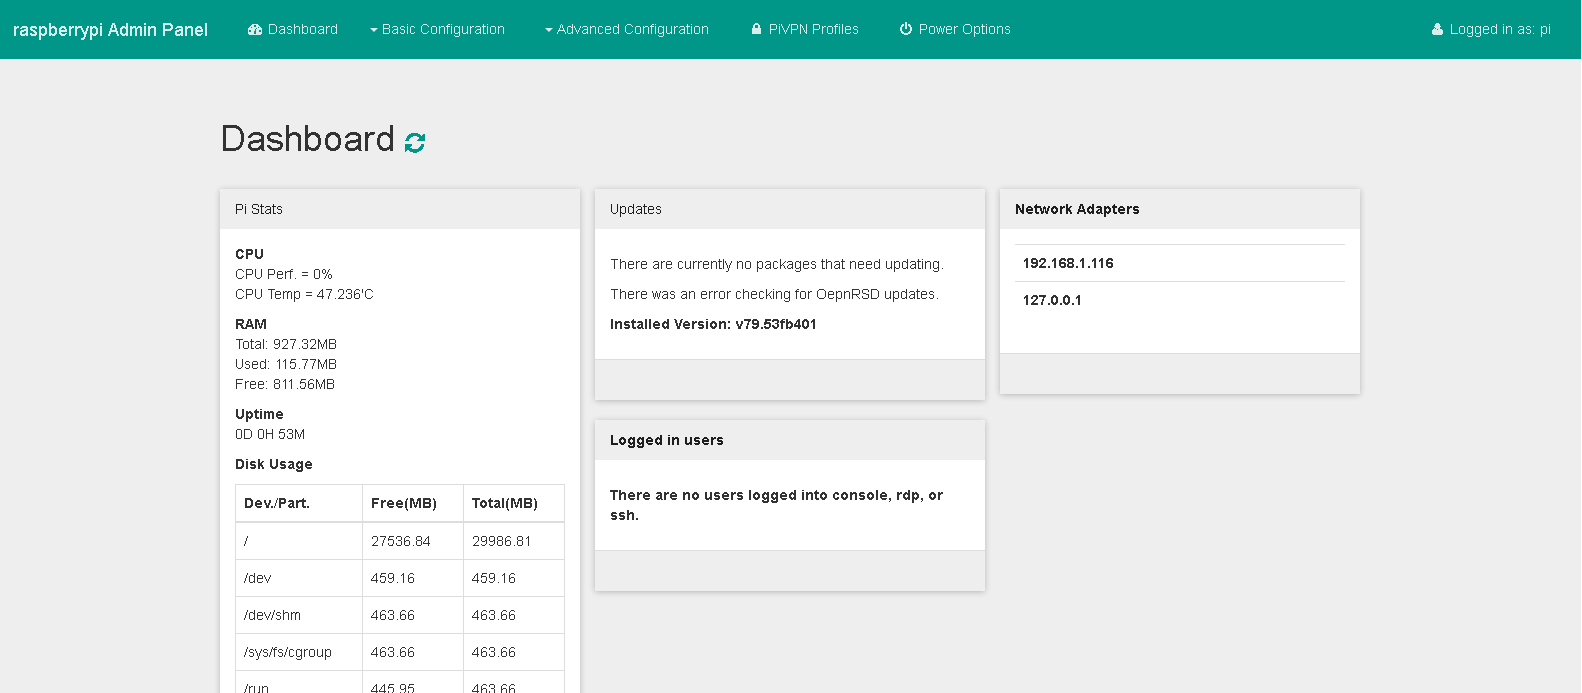 raspberrypi Admin Panel Dashboard Basic Configuration Advanced Configuration PiVPN Profiles Power Options Logged in as: pi
Dashboard
Pi Stats
CPU
CPU Perf. = 0%
CPU Temp = 47.236'C
RAM
Total: 927.32MB
Used: 115.77MB
Free: 811.56MB
Uptime
0D 0H 53M
Disk Usage
Dev./Part. Free(MB) Total(MB)
/ 27536.84 29986.81
/dev 459.16 459.16
/dev/shm 463.66 463.66
/sys/fs/cgroup 463.66 463.66
/run 445.95 463.66
Updates
There are currently no packages that need updating.
There was an error checking for OepnRSD updates.
Installed Version: v79.53fb401
Logged in users
There are no users logged into console, rdp, or
ssh.
Network Adapters
192.168.1.116
127.0.0.1